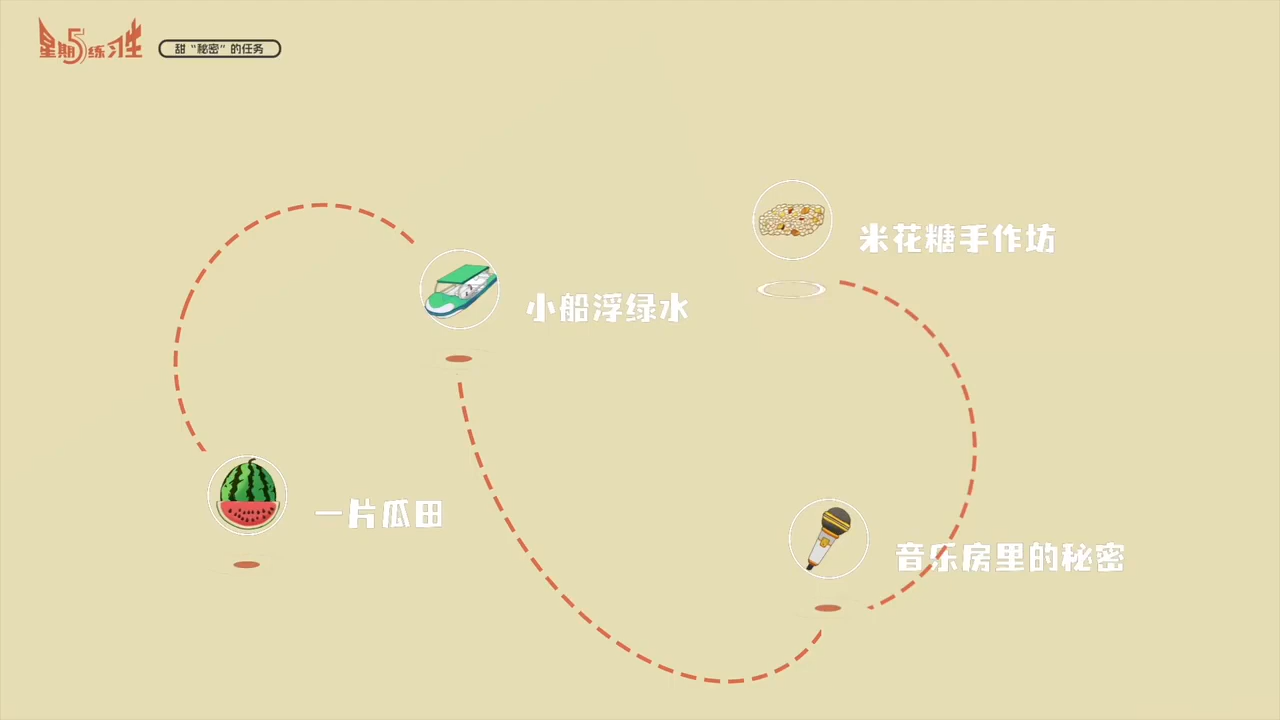 星期5练习生
甜“秘密”的任务
米花糖手作坊
小船浮绿水
一片瓜田
音乐房里的秘密